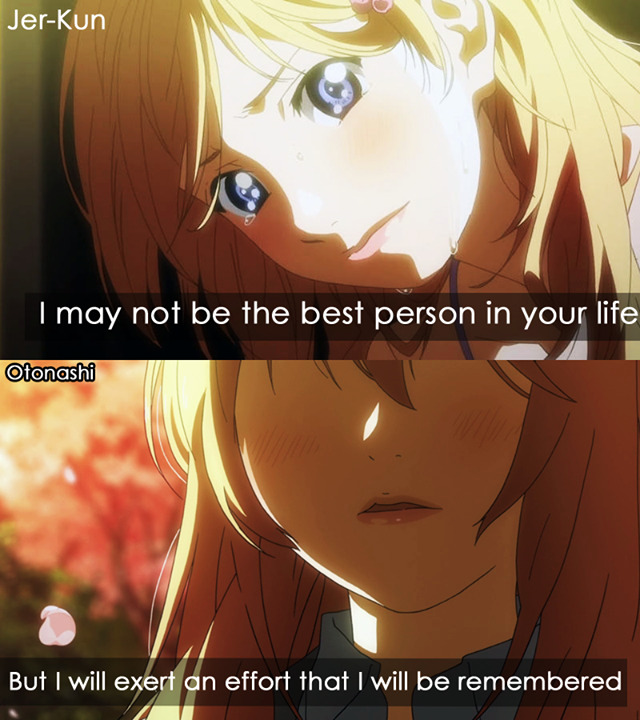 Jer-Kun
I may not be the best person in your life
Otonashi
But I will exert an effort that I will be remembered